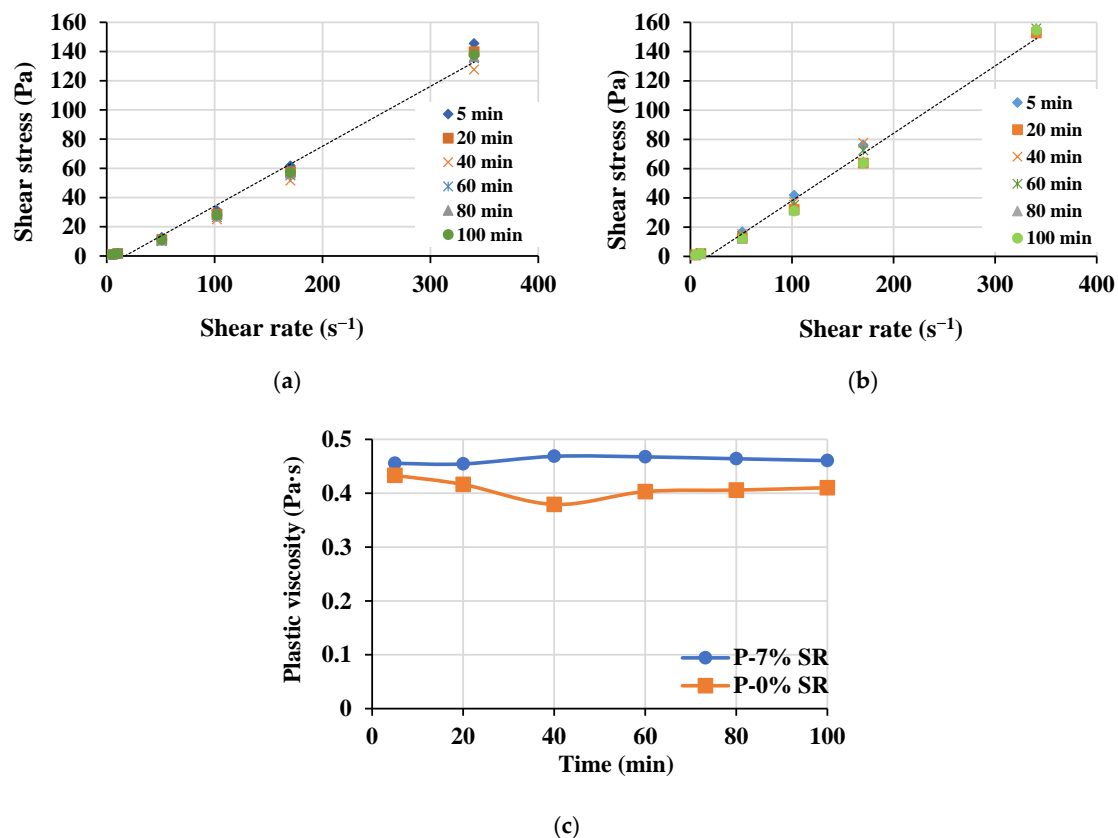 160
140
120
100
80
60
40
20
0
Shear stress (Pa)
0 100 200 300 400
Shear rate (s⁻¹)
5 min
20 min
40 min
60 min
80 min
100 min
(a)
160
140
120
100
80
60
40
20
0
Shear stress (Pa)
0 100 200 300 400
Shear rate (s⁻¹)
5 min
20 min
40 min
60 min
80 min
100 min
(b)
0.5
0.4
0.3
0.2
0.1
0
Plastic viscosity (Pa·s)
P-7% SR
P-0% SR
0 20 40 60 80 100
Time (min)
(c)